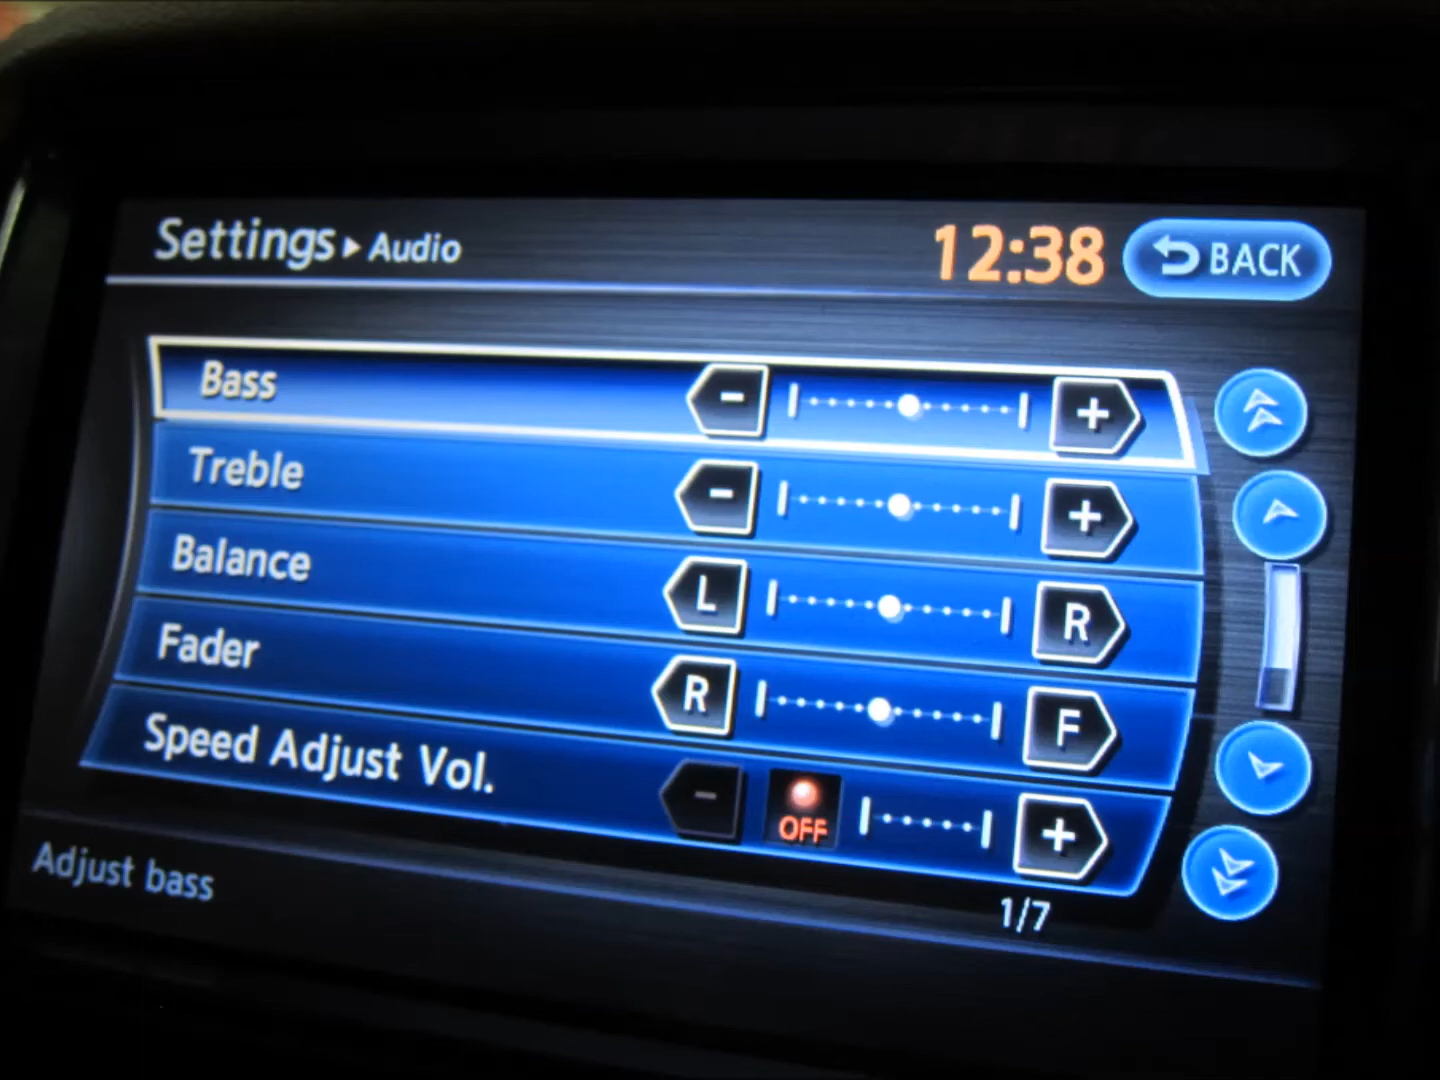 Settings ▸ Audio 12:38 BACK
Bass - +
Treble - +
Balance L R
Fader R F
Speed Adjust Vol. - OFF +
1/7
Adjust bass